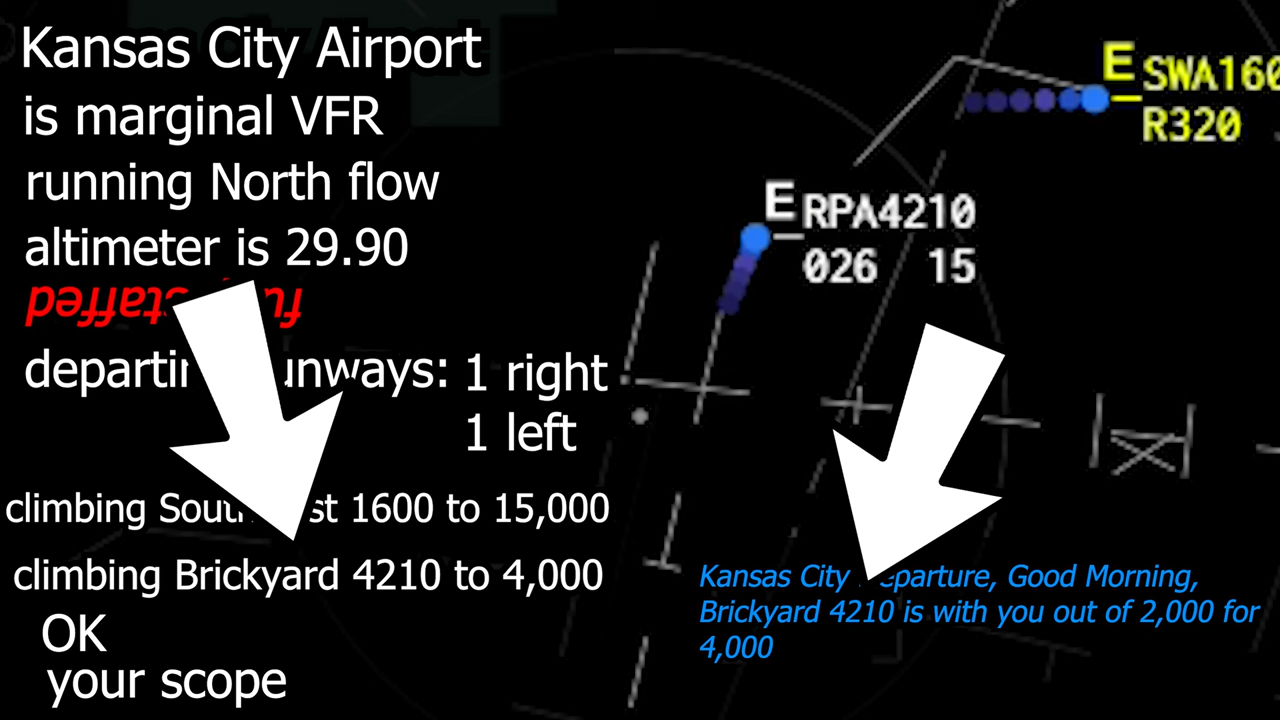 Kansas City Airport
is marginal VFR
running North flow
altimeter is 29.90
staffed
runways: 1 right
1 left
climbing 1600 to 15,000
climbing Brickyard 4210 to 4,000
OK
your scope
E SWA160
R320
E RPA4210
026 15
Kansas City Departure, Good Morning,
Brickyard 4210 is with you out of 2,000 for
4,000